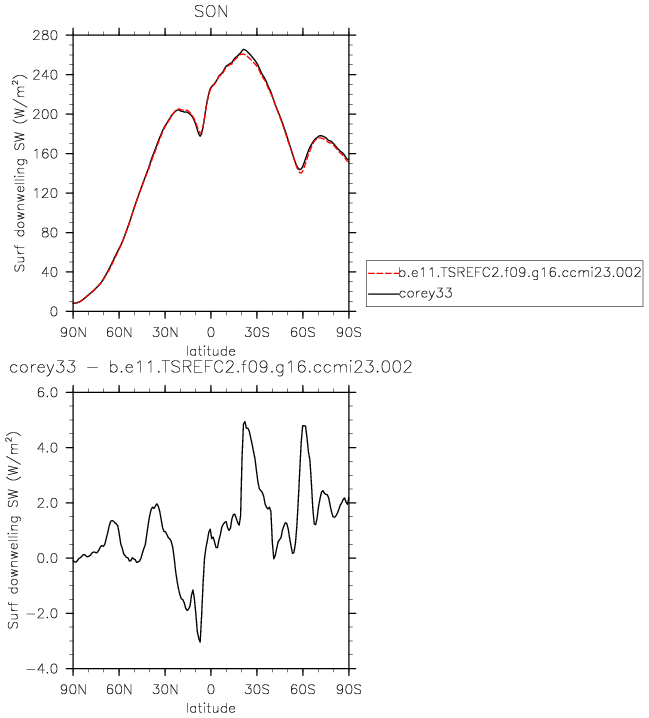 SON
280
240
200
160
120
80
40
0
Surf downwelling SW (W/m²)
90N 60N 30N 0 30S 60S 90S
latitude
b.e11.TSREFC2.f09.g16.ccmi23.002
corey33
corey33 − b.e11.TSREFC2.f09.g16.ccmi23.002
6.0
4.0
2.0
0.0
−2.0
−4.0
Surf downwelling SW (W/m²)
90N 60N 30N 0 30S 60S 90S
latitude